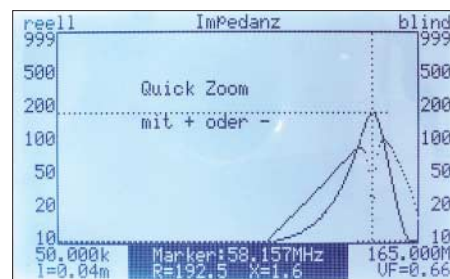 reell Impedanz blind
999 999
500 500
Quick Zoom
200 200
mit + oder -
100 100
50 50
20 20
10 10
50.000k Marker:58.157MHz 165.000M
l=0.04m R=192.5 X=1.6 VF=0.66